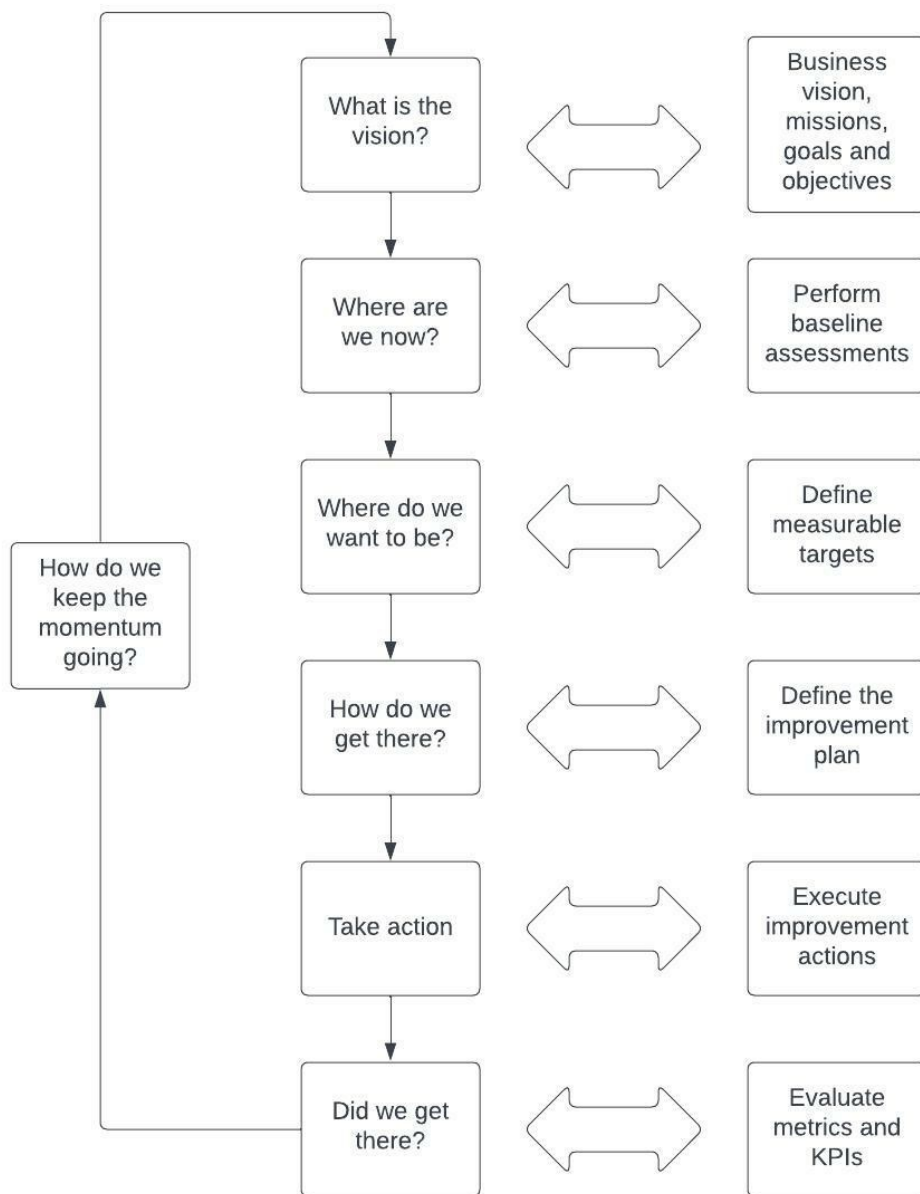 What is the
vision?
Business
vision,
missions,
goals and
objectives
Where are
we now?
Perform
baseline
assessments
Where do we
want to be?
Define
measurable
targets
How do we
keep the
momentum
going?
How do we
get there?
Define the
improvement
plan
Take action
Execute
improvement
actions
Did we get
there?
Evaluate
metrics and
KPIs